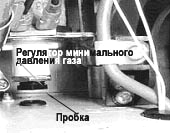 Регулятор минимального
давления газа
Пробка